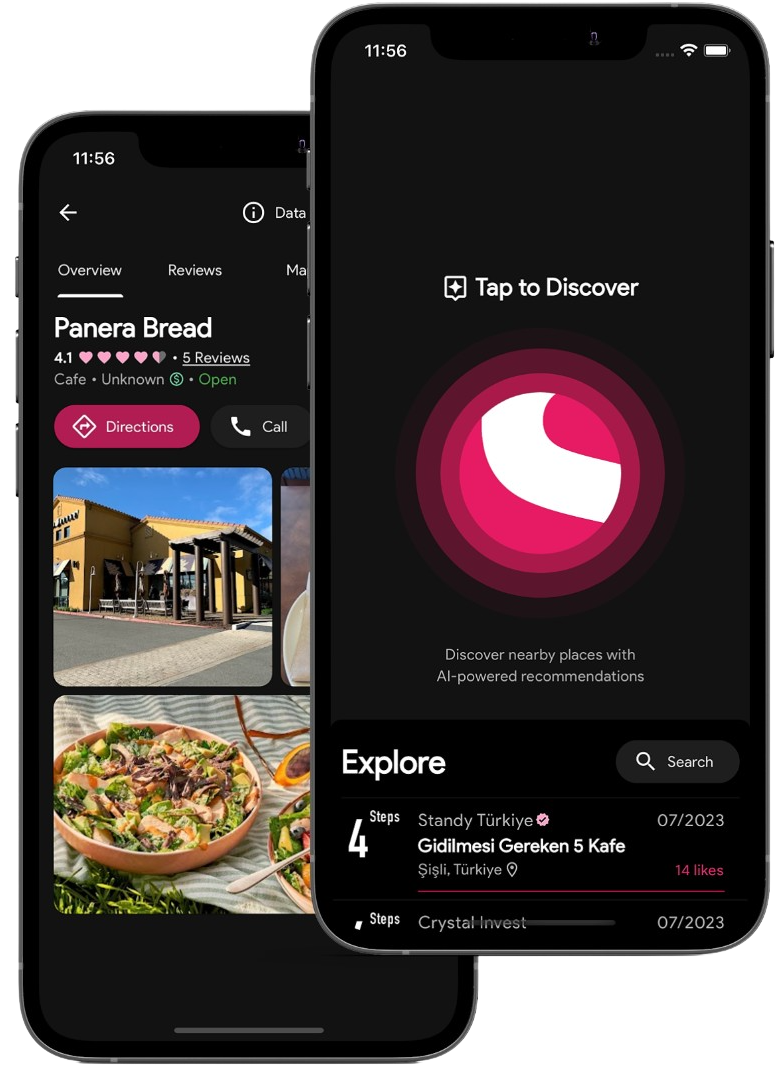 11:56
Data
Overview Reviews Ma
Panera Bread
4.1 • 5 Reviews
Cafe • Unknown • Open
Directions Call
11:56
Tap to Discover
Discover nearby places with
AI-powered recommendations
Explore Search
4 Steps Standy Türkiye 07/2023
Gidilmesi Gereken 5 Kafe
Şişli, Türkiye 14 likes
Steps Crystal Invest 07/2023